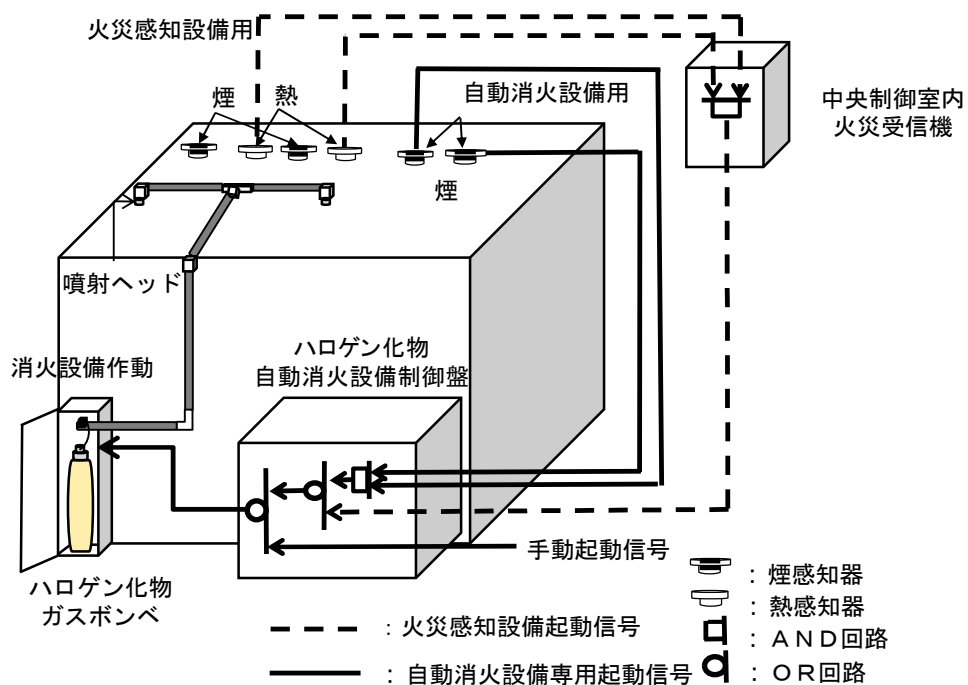 火災感知設備用
煙
熱
自動消火設備用
中央制御室内
火災受信機
煙
噴射ヘッド
消火設備作動
ハロゲン化物
自動消火設備制御盤
手動起動信号
ハロゲン化物
ガスボンベ
：煙感知器
：熱感知器
：火災感知設備起動信号
：ＡＮＤ回路
：自動消火設備専用起動信号
：ＯＲ回路